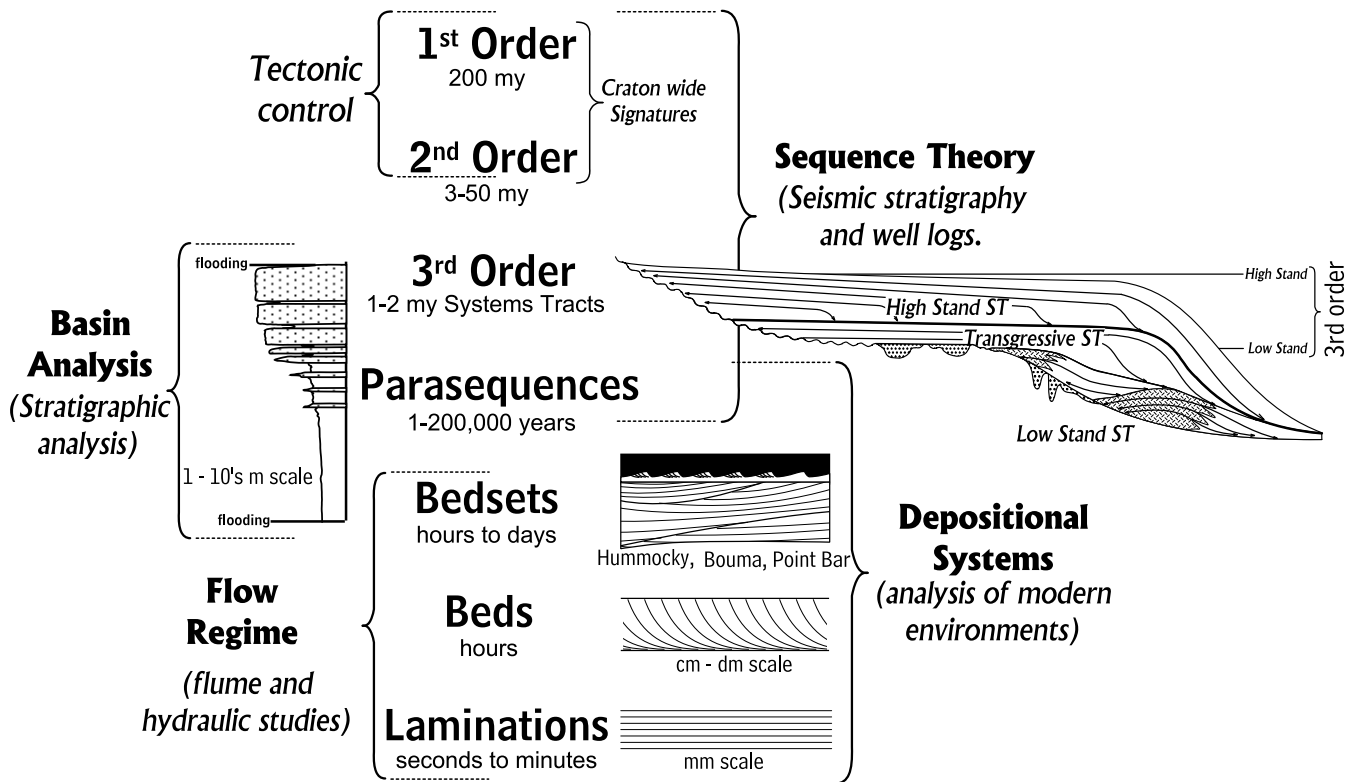 Tectonic
control
1st Order
200 my
2nd Order
3-50 my
Craton wide
Signatures
Sequence Theory
(Seismic stratigraphy
and well logs.
3rd Order
1-2 my Systems Tracts
Parasequences
1-200,000 years
Basin
Analysis
(Stratigraphic
analysis)
flooding
1 - 10's m scale
flooding
High Stand ST
Transgressive ST
Low Stand ST
High Stand
Low Stand
3rd order
Flow
Regime
(flume and
hydraulic studies)
Bedsets
hours to days
Hummocky, Bouma, Point Bar
Beds
hours
cm - dm scale
Laminations
seconds to minutes
mm scale
Depositional
Systems
(analysis of modern
environments)